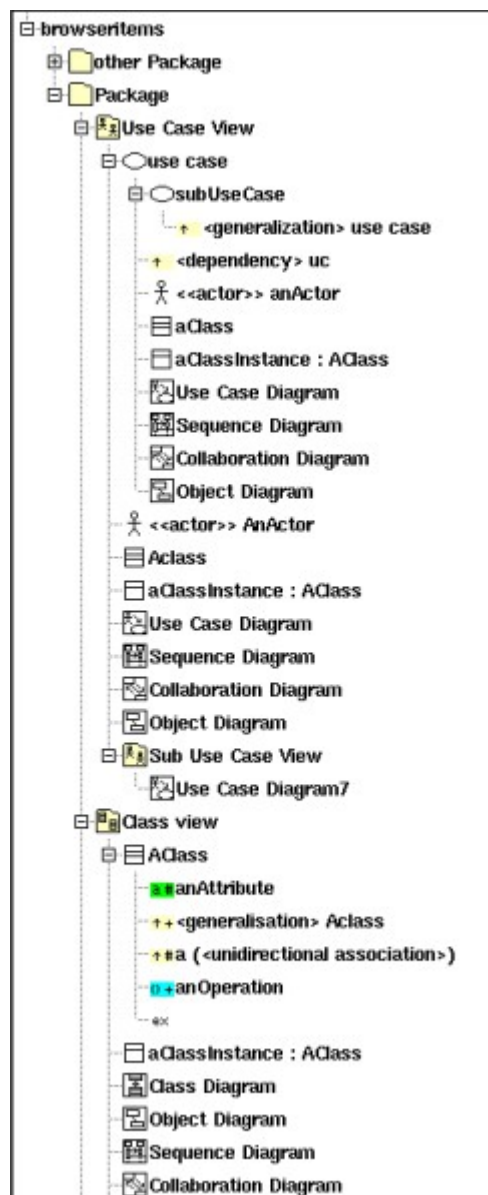 browseritems
other Package
Package
Use Case View
use case
subUseCase
<generalization> use case
<dependency> uc
<<actor>> anActor
aClass
aClassInstance : AClass
Use Case Diagram
Sequence Diagram
Collaboration Diagram
Object Diagram
<<actor>> AnActor
Aclass
aClassInstance : AClass
Use Case Diagram
Sequence Diagram
Collaboration Diagram
Object Diagram
Sub Use Case View
Use Case Diagram7
Class view
AClass
a # anAttribute
+ <generalisation> Aclass
# a (<unidirectional association>)
o + anOperation
ex
aClassInstance : AClass
Class Diagram
Object Diagram
Sequence Diagram
Collaboration Diagram